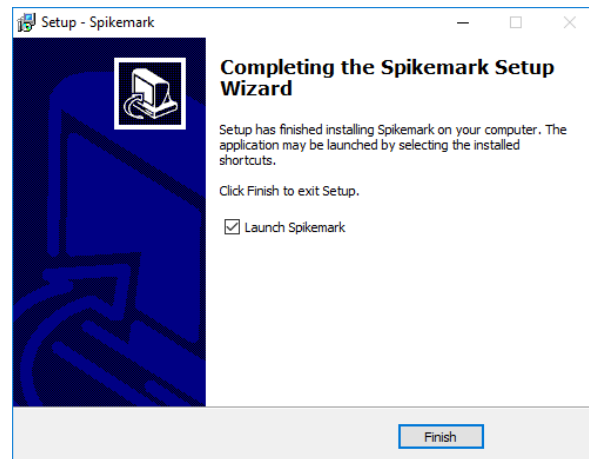 Setup - Spikemark
Completing the Spikemark Setup
Wizard
Setup has finished installing Spikemark on your computer. The
application may be launched by selecting the installed
shortcuts.
Click Finish to exit Setup.
Launch Spikemark
Finish